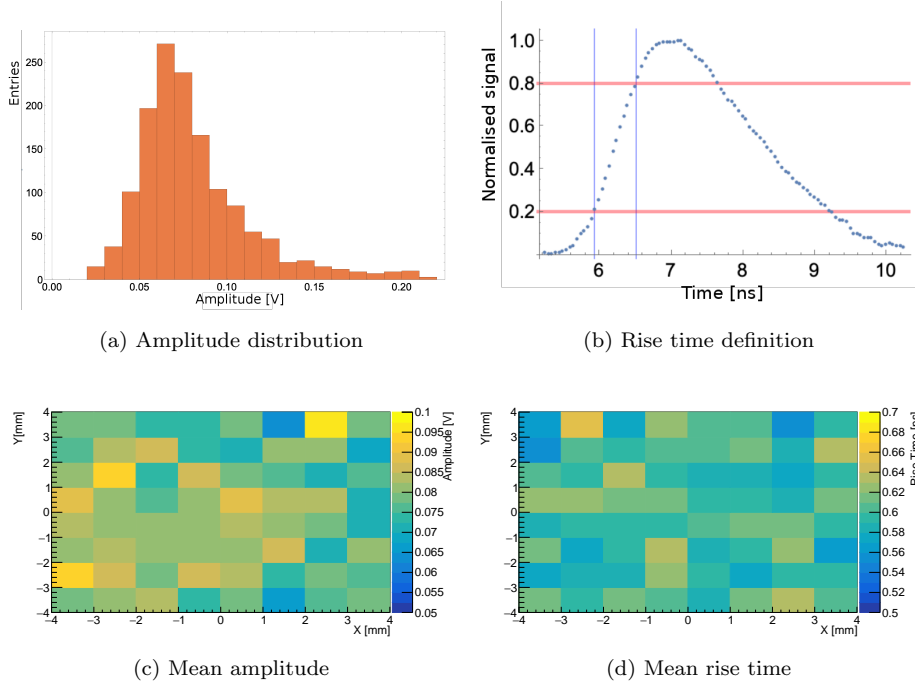 Entries
250
200
150
100
50
0
0.00 0.05 0.10 0.15 0.20
Amplitude [V]
(a) Amplitude distribution
Normalised signal
1.0
0.8
0.6
0.4
0.2
6 7 8 9 10
Time [ns]
(b) Rise time definition
Y[mm]
4
3
2
1
0
−1
−2
−3
−4
−4 −3 −2 −1 0 1 2 3 4
X [mm]
0.1
0.095
0.09
0.085
0.08
0.075
0.07
0.065
0.06
0.055
0.05
Amplitude [V]
(c) Mean amplitude
Y[mm]
4
3
2
1
0
−1
−2
−3
−4
−4 −3 −2 −1 0 1 2 3 4
X [mm]
0.7
0.68
0.66
0.64
0.62
0.6
0.58
0.56
0.54
0.52
0.5
Rise Time [ns]
(d) Mean rise time